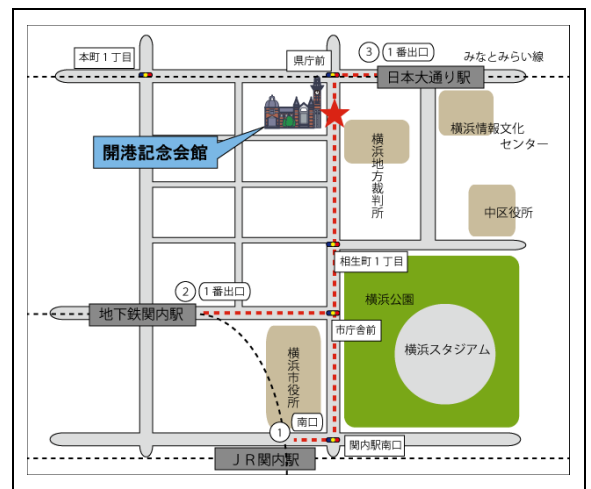 本町1丁目
県庁前
③
1番出口
みなとみらい線
日本大通り駅
開港記念会館
横浜地方裁判所
横浜情報文化
センター
中区役所
相生町1丁目
②
1番出口
地下鉄関内駅
横浜公園
市庁舎前
横浜スタジアム
横浜市役所
①
南口
関内駅南口
JR関内駅